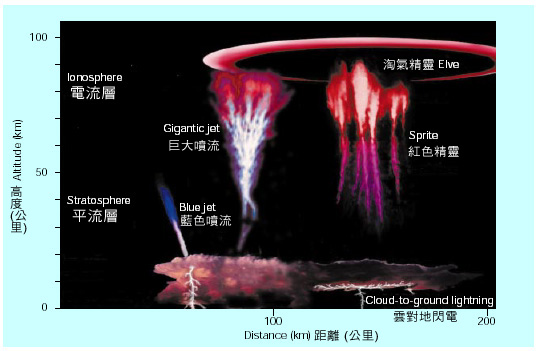 100
50
0
Altitude (km)
高度 (公里)
Ionosphere
電流層
Stratosphere
平流層
淘氣精靈 Elve
Gigantic jet
巨大噴流
Sprite
紅色精靈
Blue jet
藍色噴流
Cloud-to-ground lightning
雲對地閃電
100
200
Distance (km) 距離 (公里)